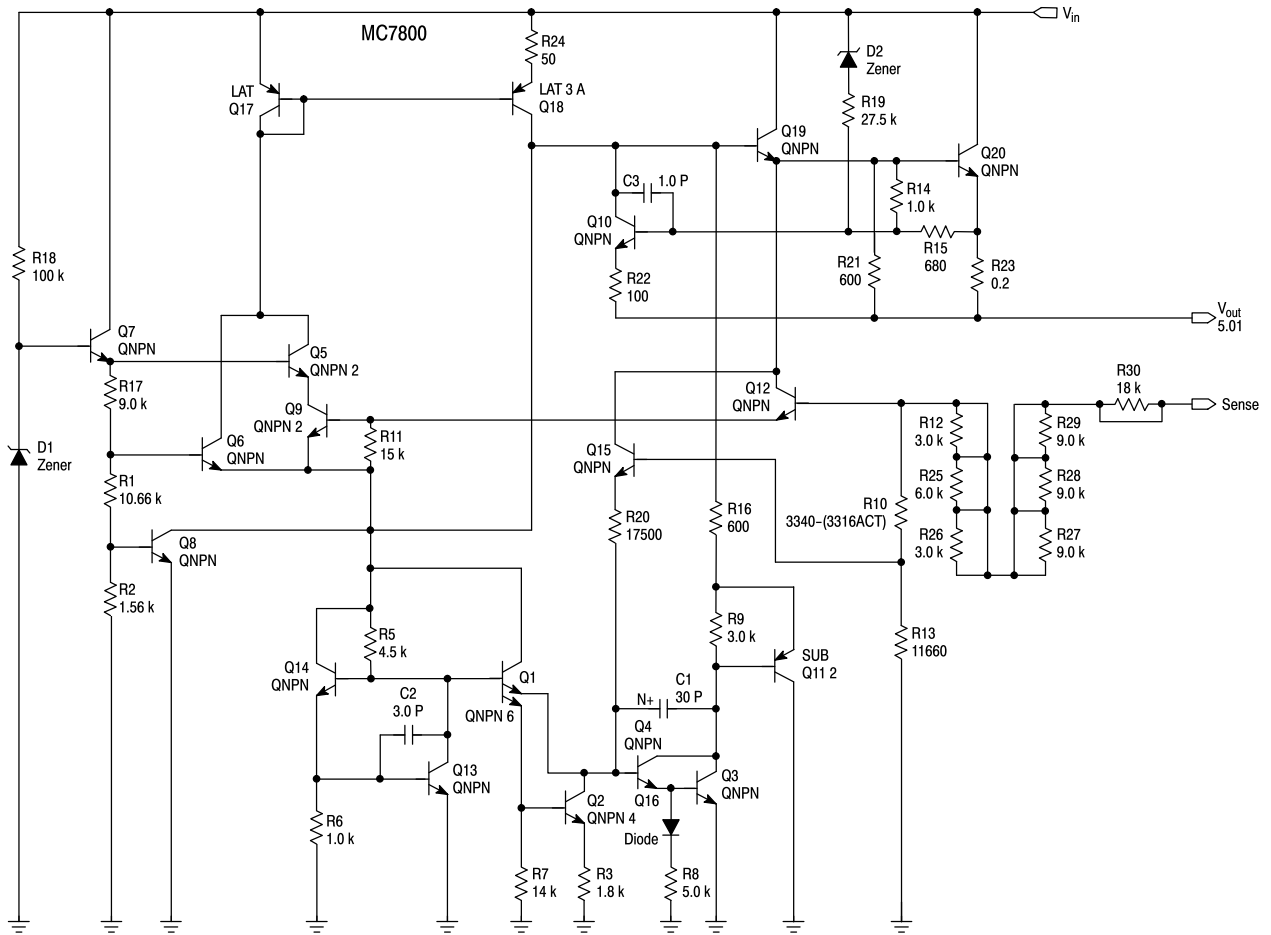 MC7800
Vin
R24
50
D2
Zener
LAT
Q17
LAT 3 A
Q18
R19
27.5 k
Q19
QNPN
Q20
QNPN
C3
1.0 P
R14
1.0 k
Q10
QNPN
R15
680
R18
100 k
R22
100
R21
600
R23
0.2
Vout
5.01
Q7
QNPN
Q5
QNPN 2
R17
9.0 k
Q9
QNPN 2
Q12
QNPN
R30
18 k
Sense
R12
3.0 k
R29
9.0 k
D1
Zener
Q6
QNPN
R11
15 k
Q15
QNPN
R1
10.66 k
R25
6.0 k
R28
9.0 k
R10
3340–(3316ACT)
R20
17500
R16
600
R26
3.0 k
R27
9.0 k
Q8
QNPN
R2
1.56 k
R5
4.5 k
R9
3.0 k
R13
11660
Q14
QNPN
Q1
QNPN 6
SUB
Q11 2
C2
3.0 P
N+
C1
30 P
Q4
QNPN
Q13
QNPN
Q16
Q3
QNPN
Q2
QNPN 4
Diode
R6
1.0 k
R7
14 k
R3
1.8 k
R8
5.0 k